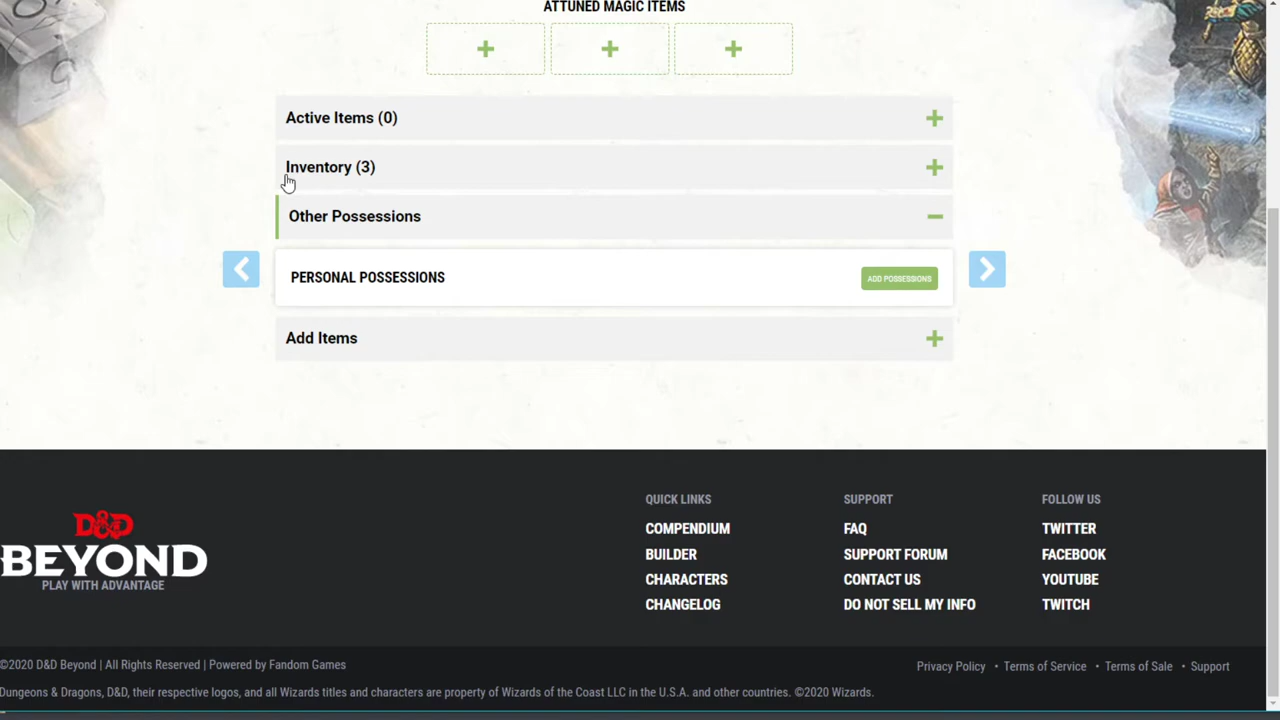 ATTUNED MAGIC ITEMS
Active Items (0)
Inventory (3)
Other Possessions
PERSONAL POSSESSIONS
ADD POSSESSIONS
Add Items
D&D
BEYOND
PLAY WITH ADVANTAGE
QUICK LINKS
COMPENDIUM
BUILDER
CHARACTERS
CHANGELOG
SUPPORT
FAQ
SUPPORT FORUM
CONTACT US
DO NOT SELL MY INFO
FOLLOW US
TWITTER
FACEBOOK
YOUTUBE
TWITCH
©2020 D&D Beyond | All Rights Reserved | Powered by Fandom Games
Privacy Policy • Terms of Service • Terms of Sale • Support
Dungeons & Dragons, D&D, their respective logos, and all Wizards titles and characters are property of Wizards of the Coast LLC in the U.S.A. and other countries. ©2020 Wizards.